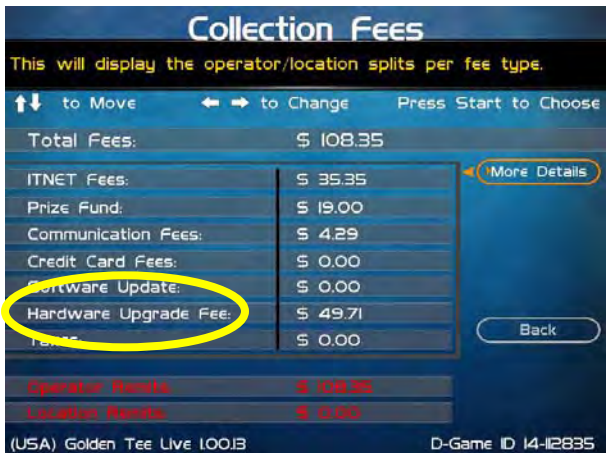 Collection Fees
This will display the operator/location splits per fee type.
to Move to Change Press Start to Choose
Total Fees: $ 108.35
ITNET Fees: $ 35.35
More Details
Prize Fund: $ 19.00
Communication Fees: $ 4.29
Credit Card Fees: $ 0.00
Software Update: $ 0.00
Hardware Upgrade Fee: $ 49.71
Back
Taxes: $ 0.00
Operator Remits: $ 108.35
Location Remits: $ 0.00
(USA) Golden Tee Live 1.00.13 D-Game ID 14-112835